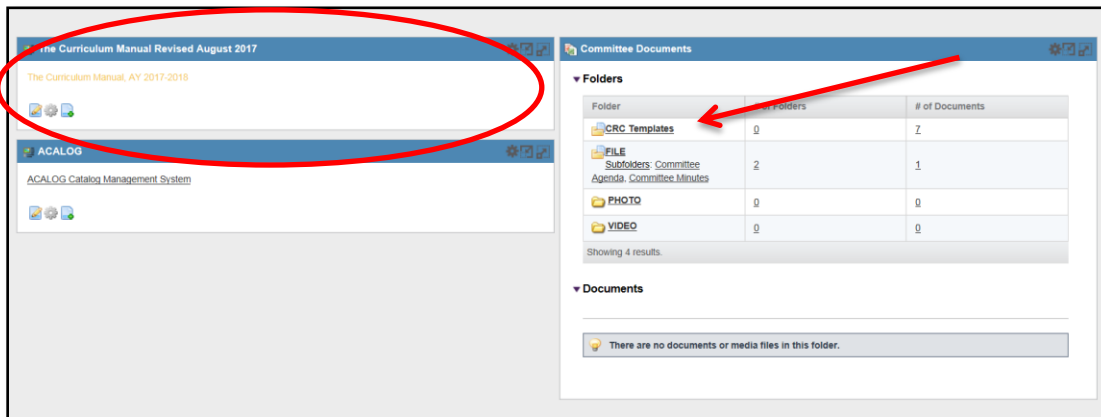 The Curriculum Manual Revised August 2017
The Curriculum Manual, AY 2017-2018
ACALOG
ACALOG Catalog Management System
Committee Documents
Folders
Folder # of Folders # of Documents
CRC Templates 0 7
FILE
Subfolders: Committee 2 1
Agenda, Committee Minutes
PHOTO 0 0
VIDEO 0 0
Showing 4 results.
Documents
There are no documents or media files in this folder.